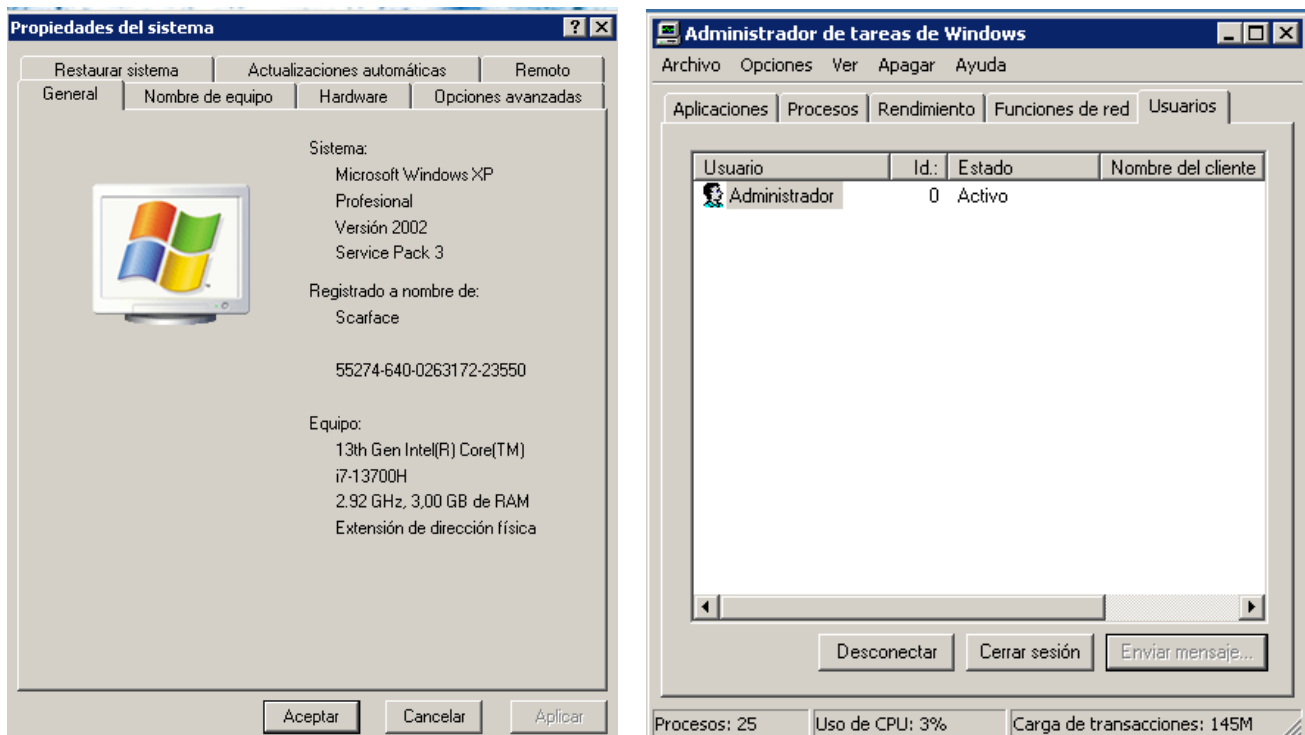 Propiedades del sistema
Restaurar sistema
Actualizaciones automáticas
Remoto
General
Nombre de equipo
Hardware
Opciones avanzadas
Sistema:
Microsoft Windows XP
Profesional
Versión 2002
Service Pack 3
Registrado a nombre de:
Scarface
55274-640-0263172-23550
Equipo:
13th Gen Intel(R) Core(TM)
i7-13700H
2.92 GHz, 3,00 GB de RAM
Extensión de dirección física
Aceptar
Cancelar
Aplicar
Administrador de tareas de Windows
Archivo Opciones Ver Apagar Ayuda
Aplicaciones
Procesos
Rendimiento
Funciones de red
Usuarios
Usuario Id.: Estado Nombre del cliente
Administrador 0 Activo
Desconectar
Cerrar sesión
Enviar mensaje...
Procesos: 25
Uso de CPU: 3%
Carga de transacciones: 145M